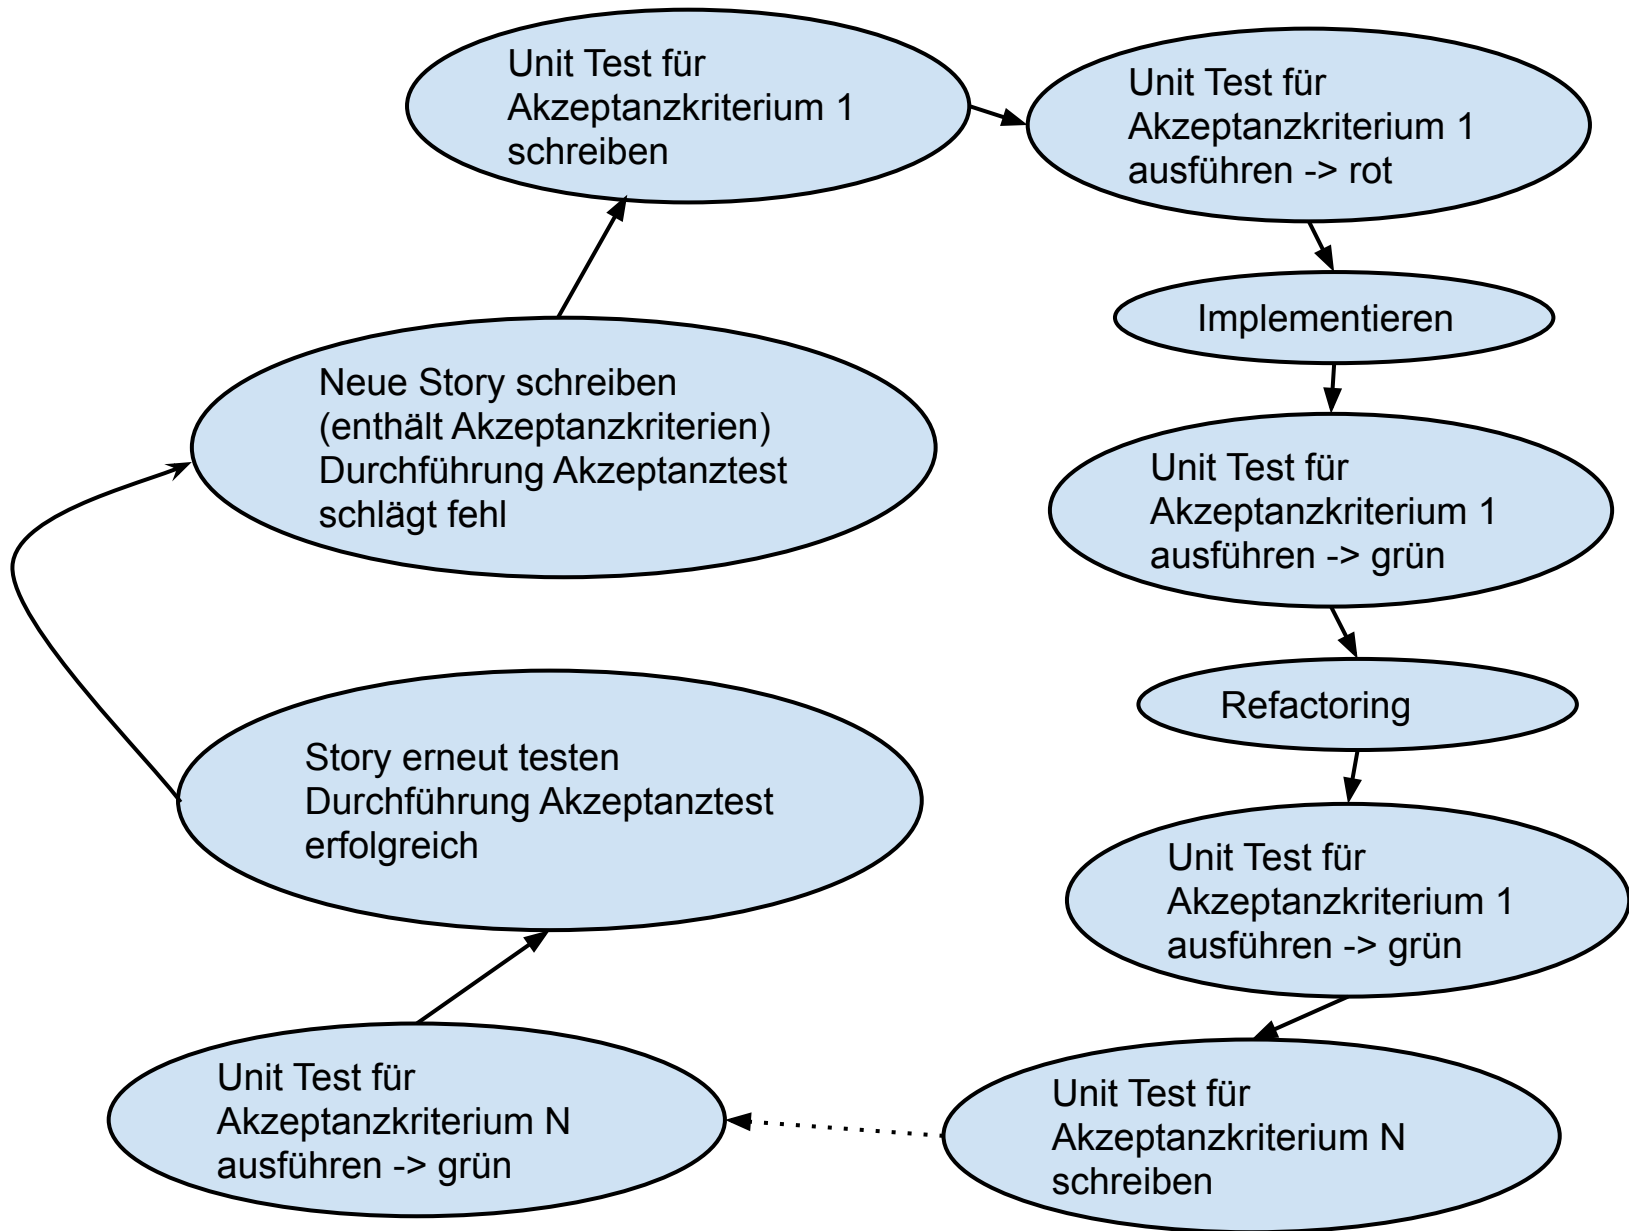 Unit Test für
Akzeptanzkriterium 1
schreiben
Unit Test für
Akzeptanzkriterium 1
ausführen -> rot
Implementieren
Unit Test für
Akzeptanzkriterium 1
ausführen -> grün
Refactoring
Unit Test für
Akzeptanzkriterium 1
ausführen -> grün
Unit Test für
Akzeptanzkriterium N
schreiben
Unit Test für
Akzeptanzkriterium N
ausführen -> grün
Story erneut testen
Durchführung Akzeptanztest
erfolgreich
Neue Story schreiben
(enthält Akzeptanzkriterien)
Durchführung Akzeptanztest
schlägt fehl